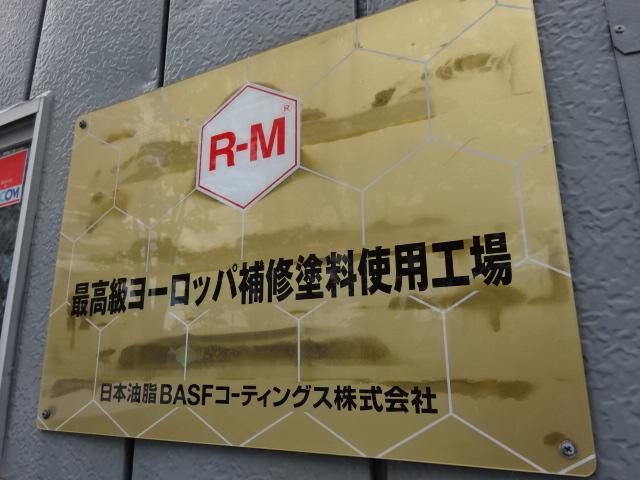 R-M®
最高級ヨーロッパ補修塗料使用工場
日本油脂BASFコーティングス株式会社
COM